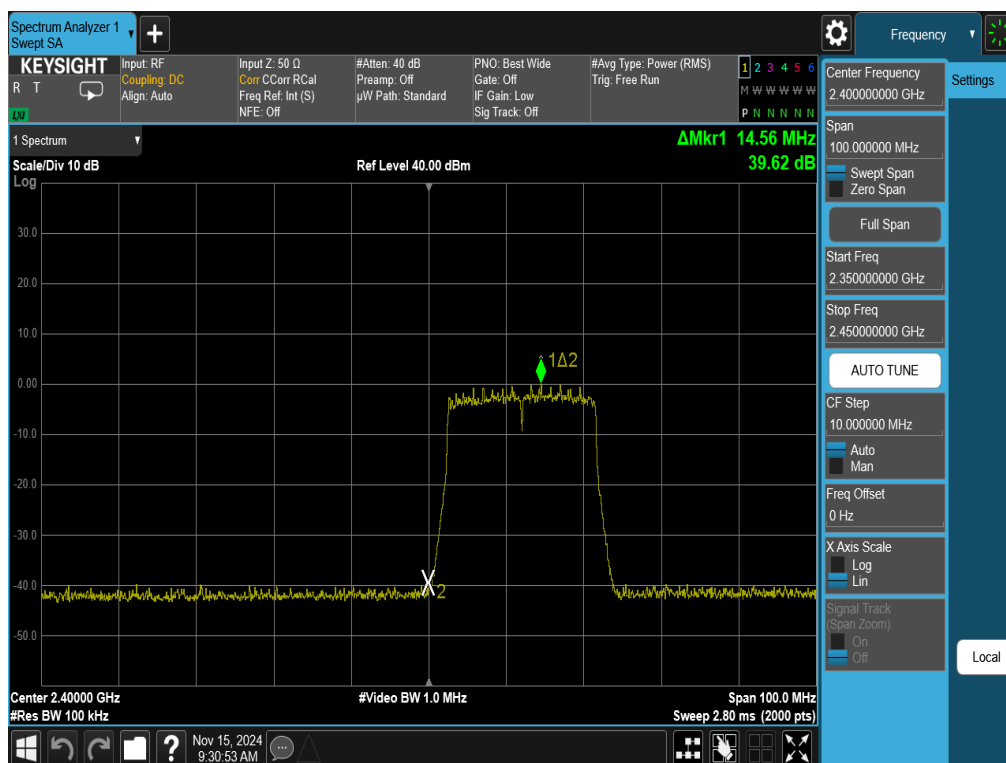 Spectrum Analyzer 1
Swept SA
+
Frequency
KEYSIGHT
R T
LXI
Input: RF
Coupling: DC
Align: Auto
Input Z: 50 Ω
Corr CCorr RCal
Freq Ref: Int (S)
NFE: Off
#Atten: 40 dB
Preamp: Off
µW Path: Standard
PNO: Best Wide
Gate: Off
IF Gain: Low
Sig Track: Off
#Avg Type: Power (RMS)
Trig: Free Run
1 2 3 4 5 6
M W W W W W
P N N N N N
1 Spectrum
Scale/Div 10 dB
Log
Ref Level 40.00 dBm
ΔMkr1 14.56 MHz
39.62 dB
30.0
20.0
10.0
0.00
-10.0
-20.0
-30.0
-40.0
-50.0
1Δ2
2
Center 2.40000 GHz
#Res BW 100 kHz
#Video BW 1.0 MHz
Span 100.0 MHz
Sweep 2.80 ms (2000 pts)
Center Frequency
2.400000000 GHz
Span
100.000000 MHz
Swept Span
Zero Span
Full Span
Start Freq
2.350000000 GHz
Stop Freq
2.450000000 GHz
AUTO TUNE
CF Step
10.000000 MHz
Auto
Man
Freq Offset
0 Hz
X Axis Scale
Log
Lin
Signal Track
(Span Zoom)
On
Off
Settings
Local
?
Nov 15, 2024
9:30:53 AM